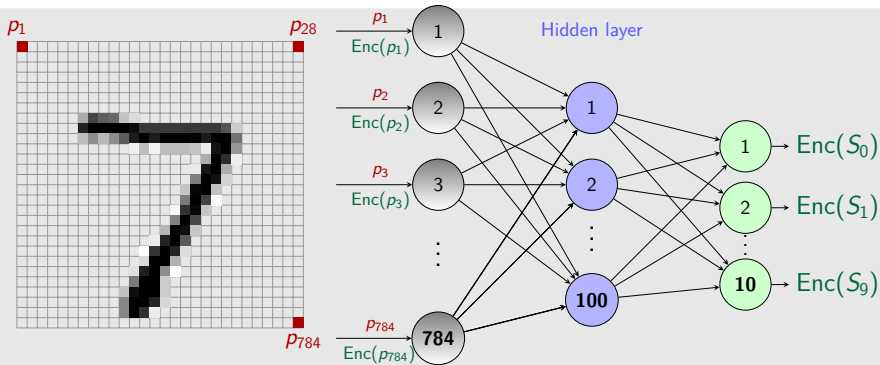 p1
p28
p784
p1
Enc(p1)
p2
Enc(p2)
p3
Enc(p3)
p784
Enc(p784)
1
2
3
⋮
784
Hidden layer
1
2
⋮
100
1
2
⋮
10
Enc(S0)
Enc(S1)
Enc(S9)